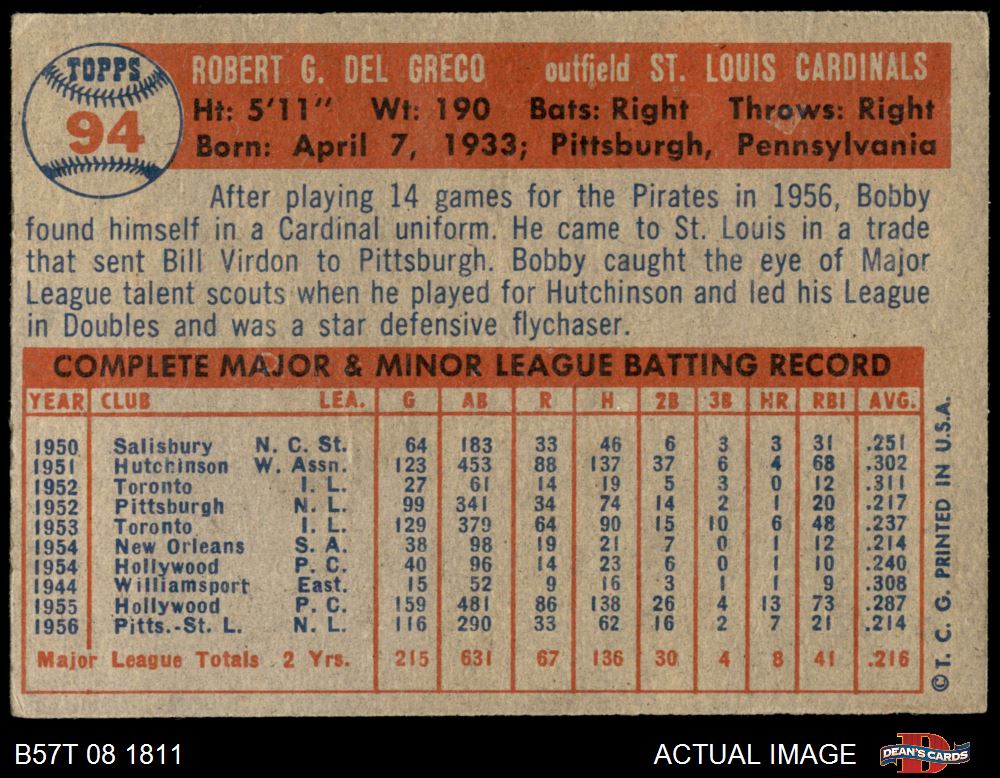 TOPPS
94
ROBERT G. DEL GRECO outfield ST. LOUIS CARDINALS
Ht: 5'11" Wt: 190 Bats: Right Throws: Right
Born: April 7, 1933; Pittsburgh, Pennsylvania
After playing 14 games for the Pirates in 1956, Bobby
found himself in a Cardinal uniform. He came to St. Louis in a trade
that sent Bill Virdon to Pittsburgh. Bobby caught the eye of Major
League talent scouts when he played for Hutchinson and led his League
in Doubles and was a star defensive flychaser.
COMPLETE MAJOR & MINOR LEAGUE BATTING RECORD
YEAR CLUB LEA. G AB R H 2B 3B HR RBI AVG.
1950 Salisbury N. C. St. 64 183 33 46 6 3 3 31 .251
1951 Hutchinson W. Assn. 123 453 88 137 37 6 4 68 .302
1952 Toronto I. L. 27 61 14 19 5 3 0 12 .311
1952 Pittsburgh N. L. 99 341 34 74 14 2 1 20 .217
1953 Toronto I. L. 129 379 64 90 15 10 6 48 .237
1954 New Orleans S. A. 38 98 19 21 7 0 1 12 .214
1954 Hollywood P. C. 40 96 14 23 6 0 1 10 .240
1944 Williamsport East. 15 52 9 16 3 1 1 9 .308
1955 Hollywood P. C. 159 481 86 138 26 4 13 73 .287
1956 Pitts.-St. L. N. L. 116 290 33 62 16 2 7 21 .214
Major League Totals 2 Yrs. 215 631 67 136 30 4 8 41 .216
© T. C. G. PRINTED IN U.S.A.
B57T 08 1811 ACTUAL IMAGE DEAN'S CARDS